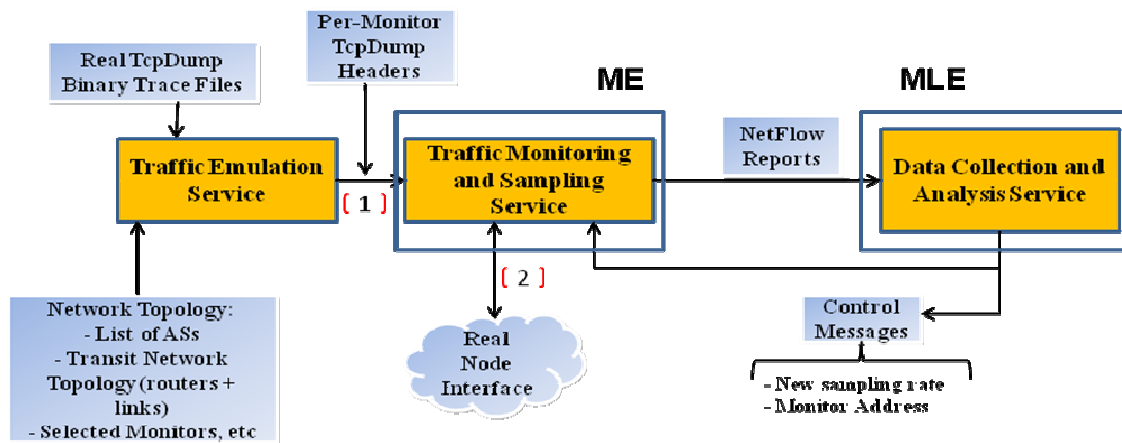 Real TcpDump
Binary Trace Files
Per-Monitor
TcpDump
Headers
ME
MLE
Traffic Emulation
Service
[ 1 ]
Traffic Monitoring
and Sampling
Service
NetFlow
Reports
Data Collection and
Analysis Service
[ 2 ]
Network Topology:
- List of ASs
- Transit Network
Topology (routers +
links)
- Selected Monitors, etc
Real
Node
Interface
Control
Messages
- New sampling rate
- Monitor Address